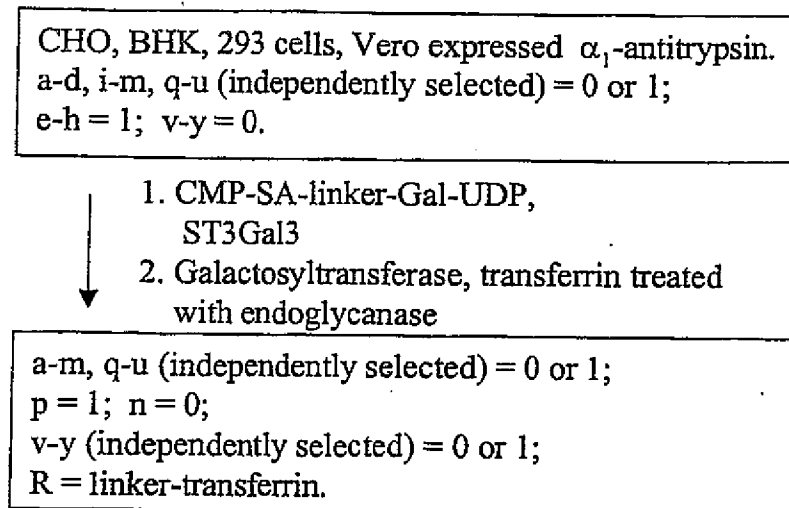 CHO, BHK, 293 cells, Vero expressed α₁-antitrypsin.
a-d, i-m, q-u (independently selected) = 0 or 1;
e-h = 1; v-y = 0.
1. CMP-SA-linker-Gal-UDP,
ST3Gal3
2. Galactosyltransferase, transferrin treated
with endoglycanase
a-m, q-u (independently selected) = 0 or 1;
p = 1; n = 0;
v-y (independently selected) = 0 or 1;
R = linker-transferrin.